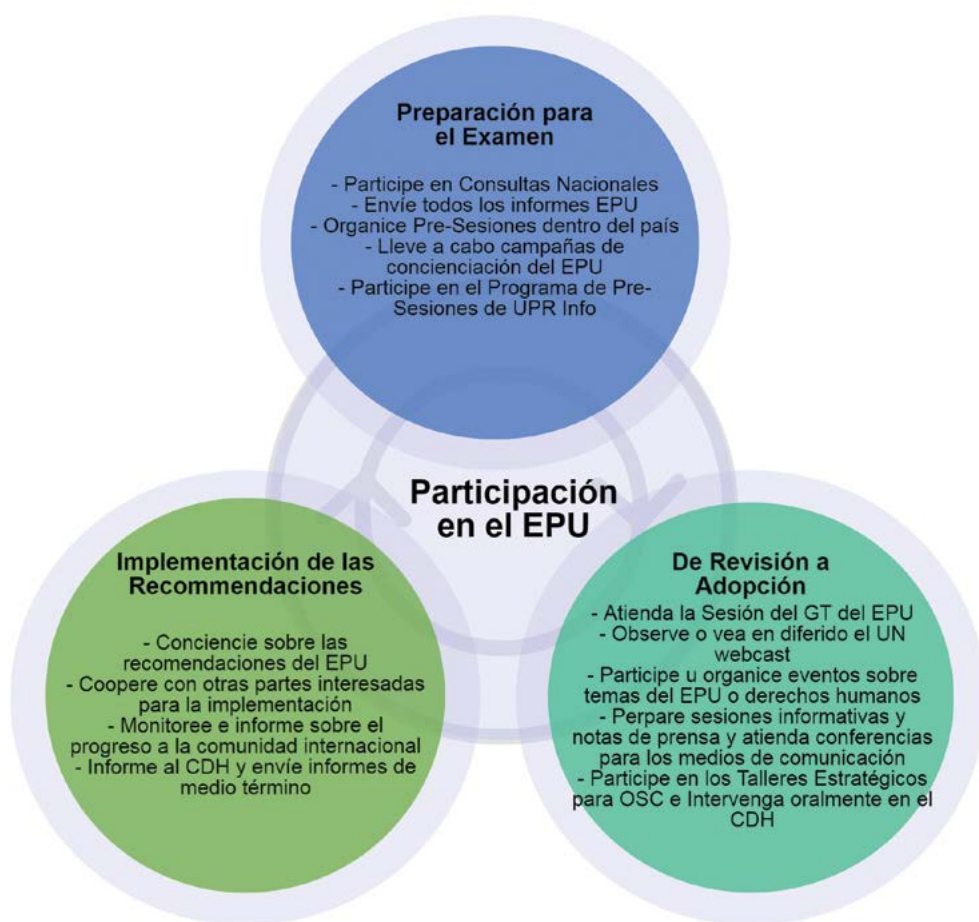 Preparación para
el Examen
- Participe en Consultas Nacionales
- Envíe todos los informes EPU
- Organice Pre-Sesiones dentro del país
- Lleve a cabo campañas de
concienciación del EPU
- Participe en el Programa de Pre-
Sesiones de UPR Info
Participación
en el EPU
Implementación de las
Recommendaciones
- Conciencie sobre las
recomendaciones del EPU
- Coopere con otras partes interesadas
para la implementación
- Monitoree e informe sobre el
progreso a la comunidad internacional
- Informe al CDH y envíe informes de
medio término
De Revisión a
Adopción
- Atienda la Sesión del GT del EPU
- Observe o vea en diferido el UN
webcast
- Participe u organice eventos sobre
temas del EPU o derechos humanos
- Perpare sesiones informativas y
notas de prensa y atienda conferencias
para los medios de comunicación
- Participe en los Talleres Estratégicos
para OSC e Intervenga oralmente en el
CDH